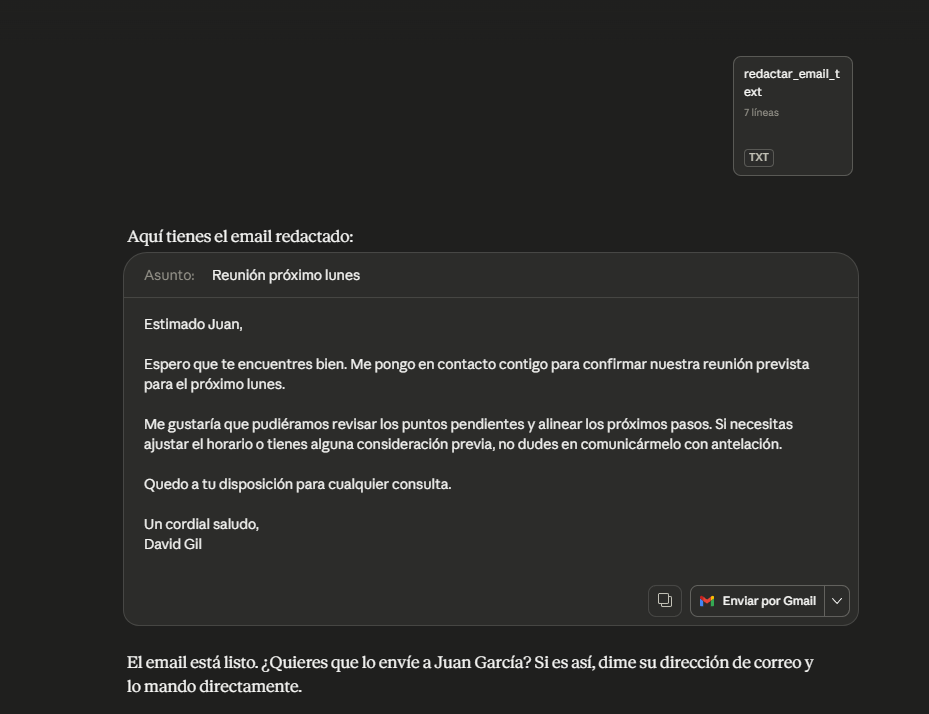 redactar_email_t
ext
7 líneas
TXT
Aquí tienes el email redactado:
Asunto: Reunión próximo lunes
Estimado Juan,
Espero que te encuentres bien. Me pongo en contacto contigo para confirmar nuestra reunión prevista
para el próximo lunes.
Me gustaría que pudiéramos revisar los puntos pendientes y alinear los próximos pasos. Si necesitas
ajustar el horario o tienes alguna consideración previa, no dudes en comunicármelo con antelación.
Quedo a tu disposición para cualquier consulta.
Un cordial saludo,
David Gil
Enviar por Gmail
El email está listo. ¿Quieres que lo envíe a Juan García? Si es así, dime su dirección de correo y
lo mando directamente.